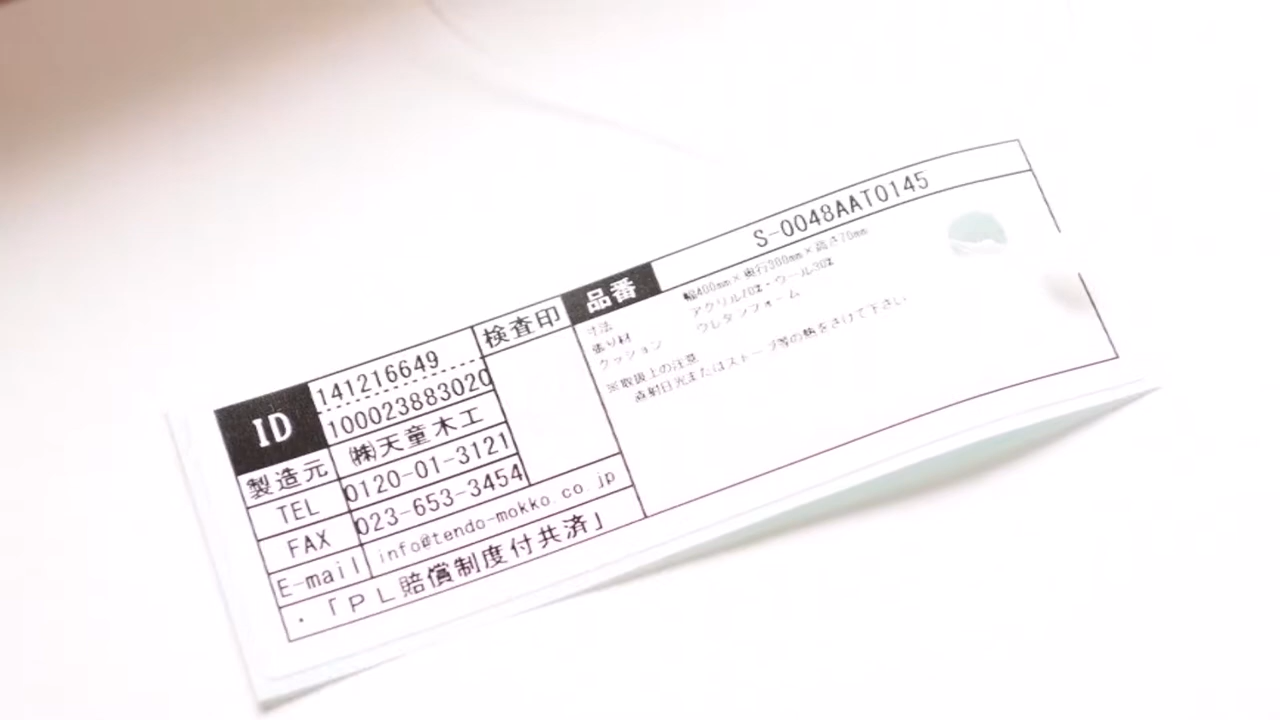 ID
141216649
100023883020
検査印
製造元 ㈱天童木工
TEL 0120-01-3121
FAX 023-653-3454
E-mail info@tendo-mokko.co.jp
・「PL賠償制度付共済」
品番 S-0048AAT0145
寸法 幅400mm×奥行300mm×高さ70mm
張り材 アクリル70%・ウール30%
クッション ウレタンフォーム
※取扱上の注意
直射日光またはストーブ等の熱をさけて下さい